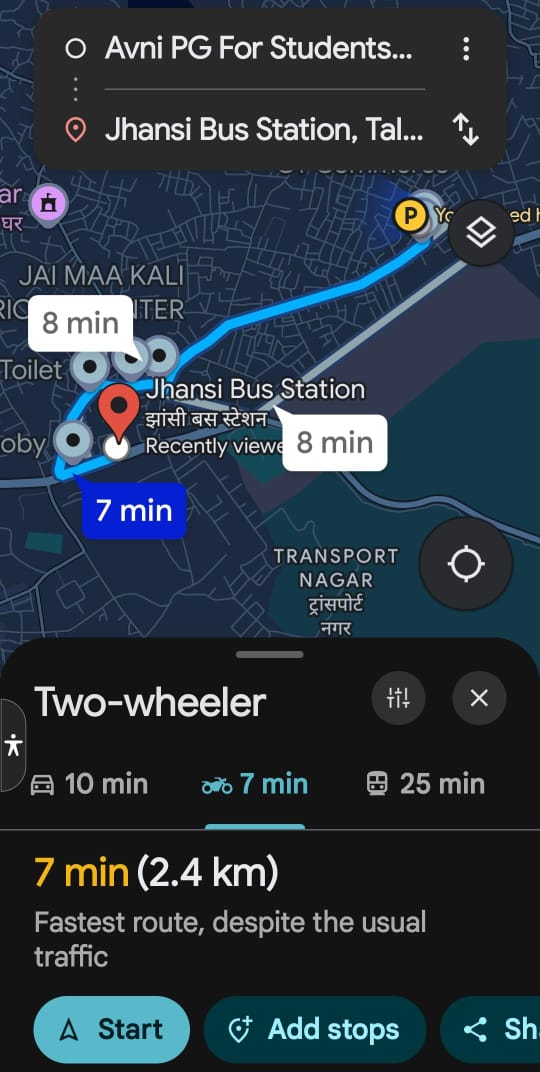 Avni PG For Students...
Jhansi Bus Station, Tal...
ar
घर
P
Yo
ed h
JAI MAA KALI
RIC
NTER
8 min
Toilet
Jhansi Bus Station
झांसी बस स्टेशन
Recently viewe
oby
8 min
7 min
TRANSPORT
NAGAR
ट्रांसपोर्ट
नगर
Two-wheeler
10 min
7 min
25 min
7 min (2.4 km)
Fastest route, despite the usual
traffic
Start
Add stops
Sh